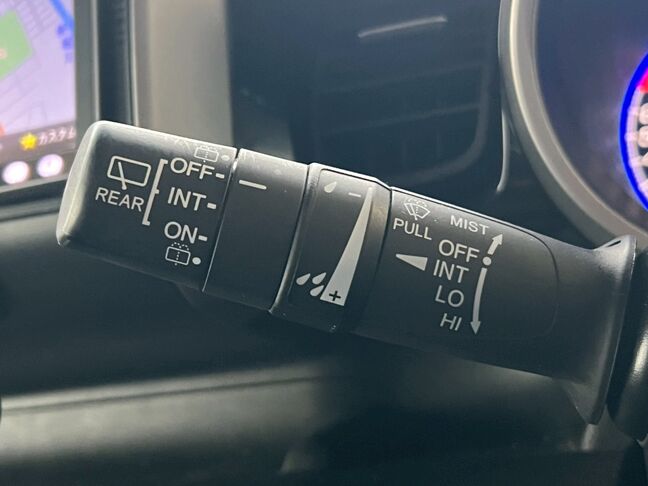 カスタム
REAR
OFF-
INT-
ON-
-
+
PULL
MIST
OFF
INT
LO
HI